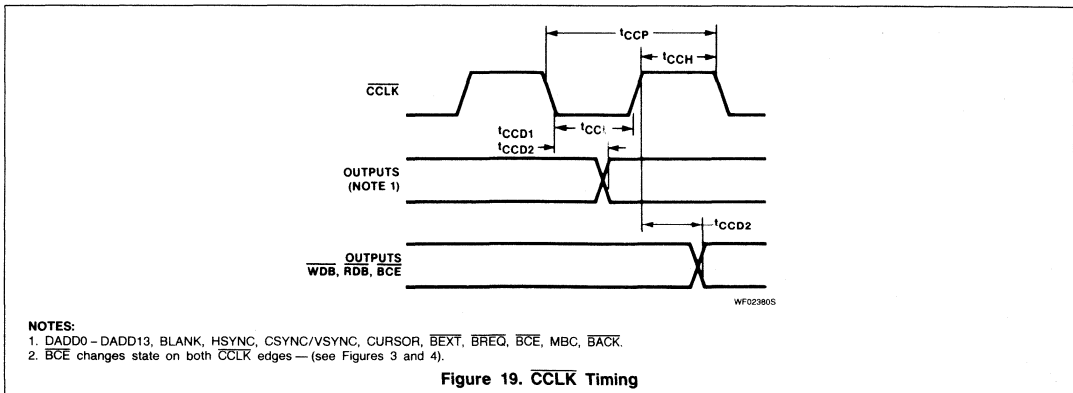 tCCP
tCCH
CCLK
tCCL
tCCD1
tCCD2
OUTPUTS
(NOTE 1)
tCCD2
OUTPUTS
WDB, RDB, BCE
WF02380S
NOTES:
1. DADD0 – DADD13, BLANK, HSYNC, CSYNC/VSYNC, CURSOR, BEXT, BREQ, BCE, MBC, BACK.
2. BCE changes state on both CCLK edges — (see Figures 3 and 4).
Figure 19. CCLK Timing